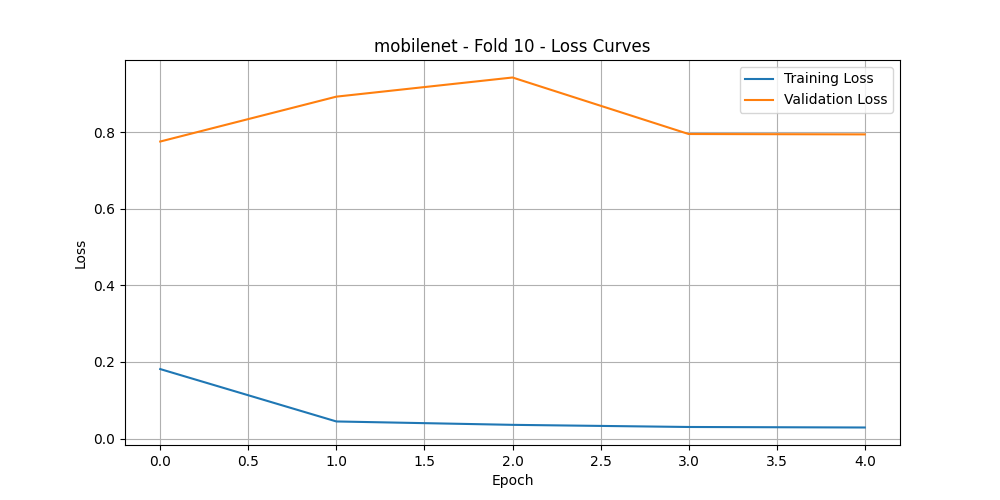 mobilenet - Fold 10 - Loss Curves
Training Loss
Validation Loss
0.8
0.6
0.4
0.2
0.0
Loss
0.0 0.5 1.0 1.5 2.0 2.5 3.0 3.5 4.0
Epoch